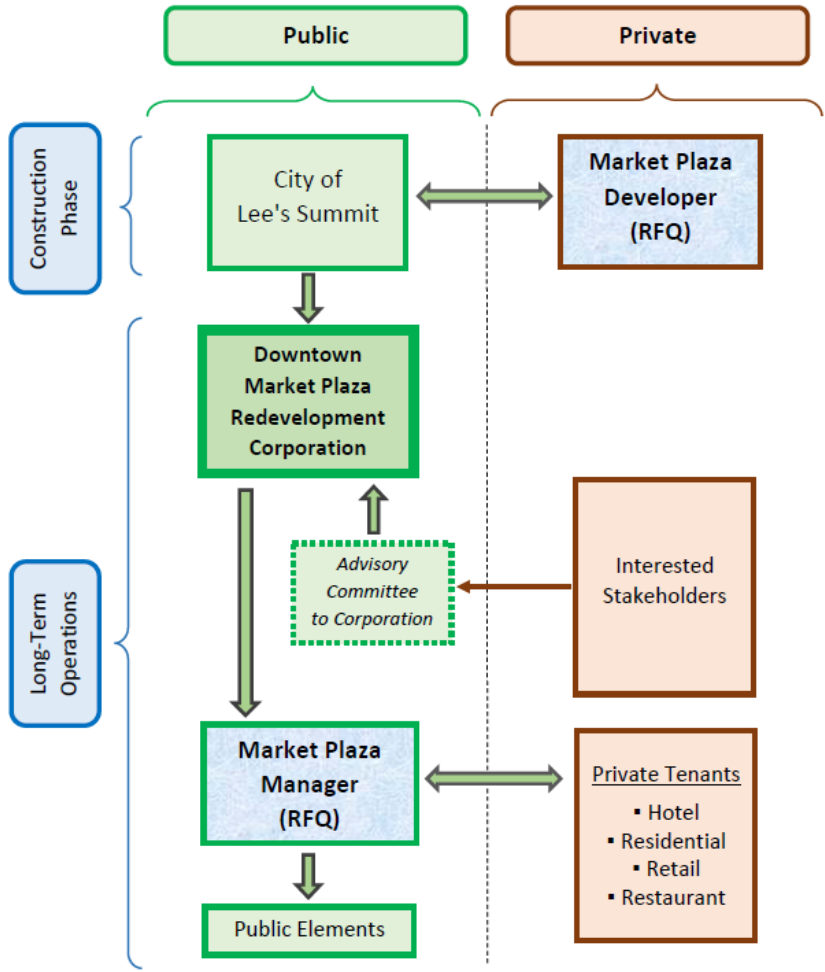 Public
Private
Construction
Phase
City of
Lee's Summit
Market Plaza
Developer
(RFQ)
Long-Term
Operations
Downtown
Market Plaza
Redevelopment
Corporation
Advisory
Committee
to Corporation
Interested
Stakeholders
Market Plaza
Manager
(RFQ)
Private Tenants
▪ Hotel
▪ Residential
▪ Retail
▪ Restaurant
Public Elements